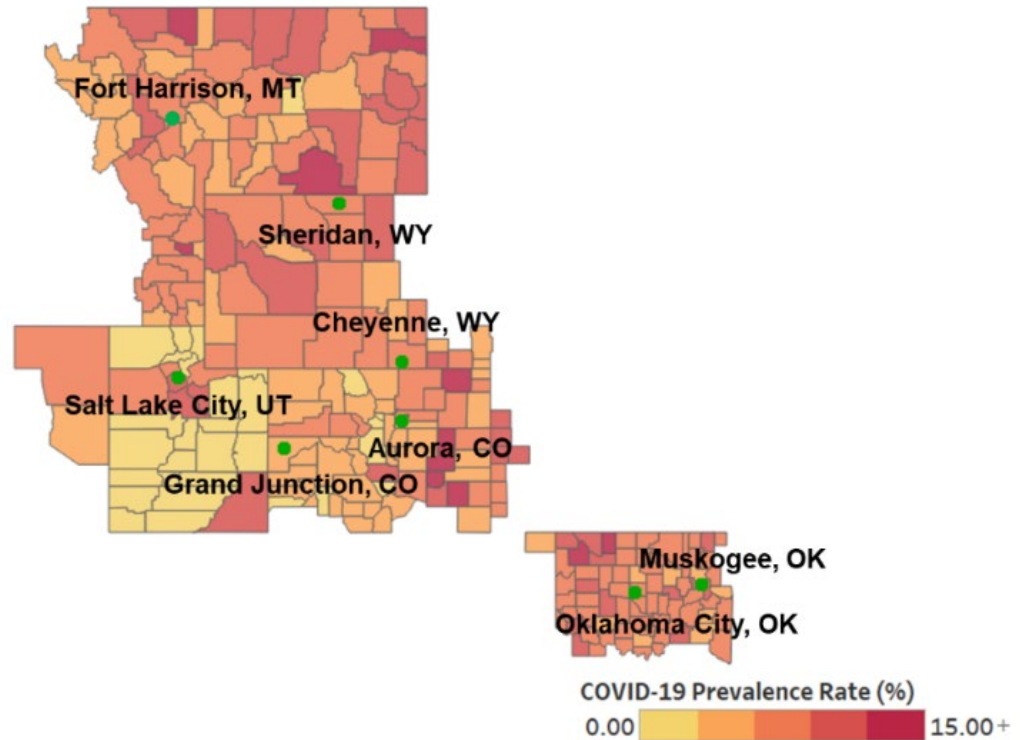 Fort Harrison, MT
Sheridan, WY
Cheyenne, WY
Salt Lake City, UT
Aurora, CO
Grand Junction, CO
Muskogee, OK
Oklahoma City, OK
COVID-19 Prevalence Rate (%)
0.00 15.00+